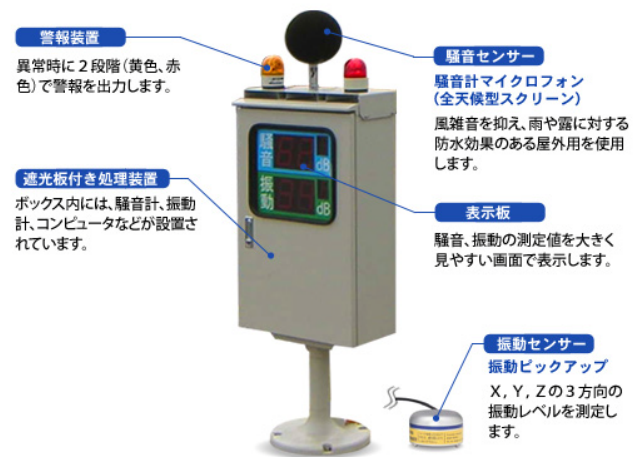 警報装置
異常時に２段階（黄色、赤
色）で警報を出力します。
騒音センサー
騒音計マイクロフォン
（全天候型スクリーン）
風雑音を抑え、雨や露に対する
防水効果のある屋外用を使用
します。
騒音
dB
振動
dB
遮光板付き処理装置
ボックス内には、騒音計、振動
計、コンピュータなどが設置さ
れています。
表示板
騒音、振動の測定値を大きく
見やすい画面で表示します。
振動センサー
振動ピックアップ
X，Y，Zの３方向の
振動レベルを測定し
ます。